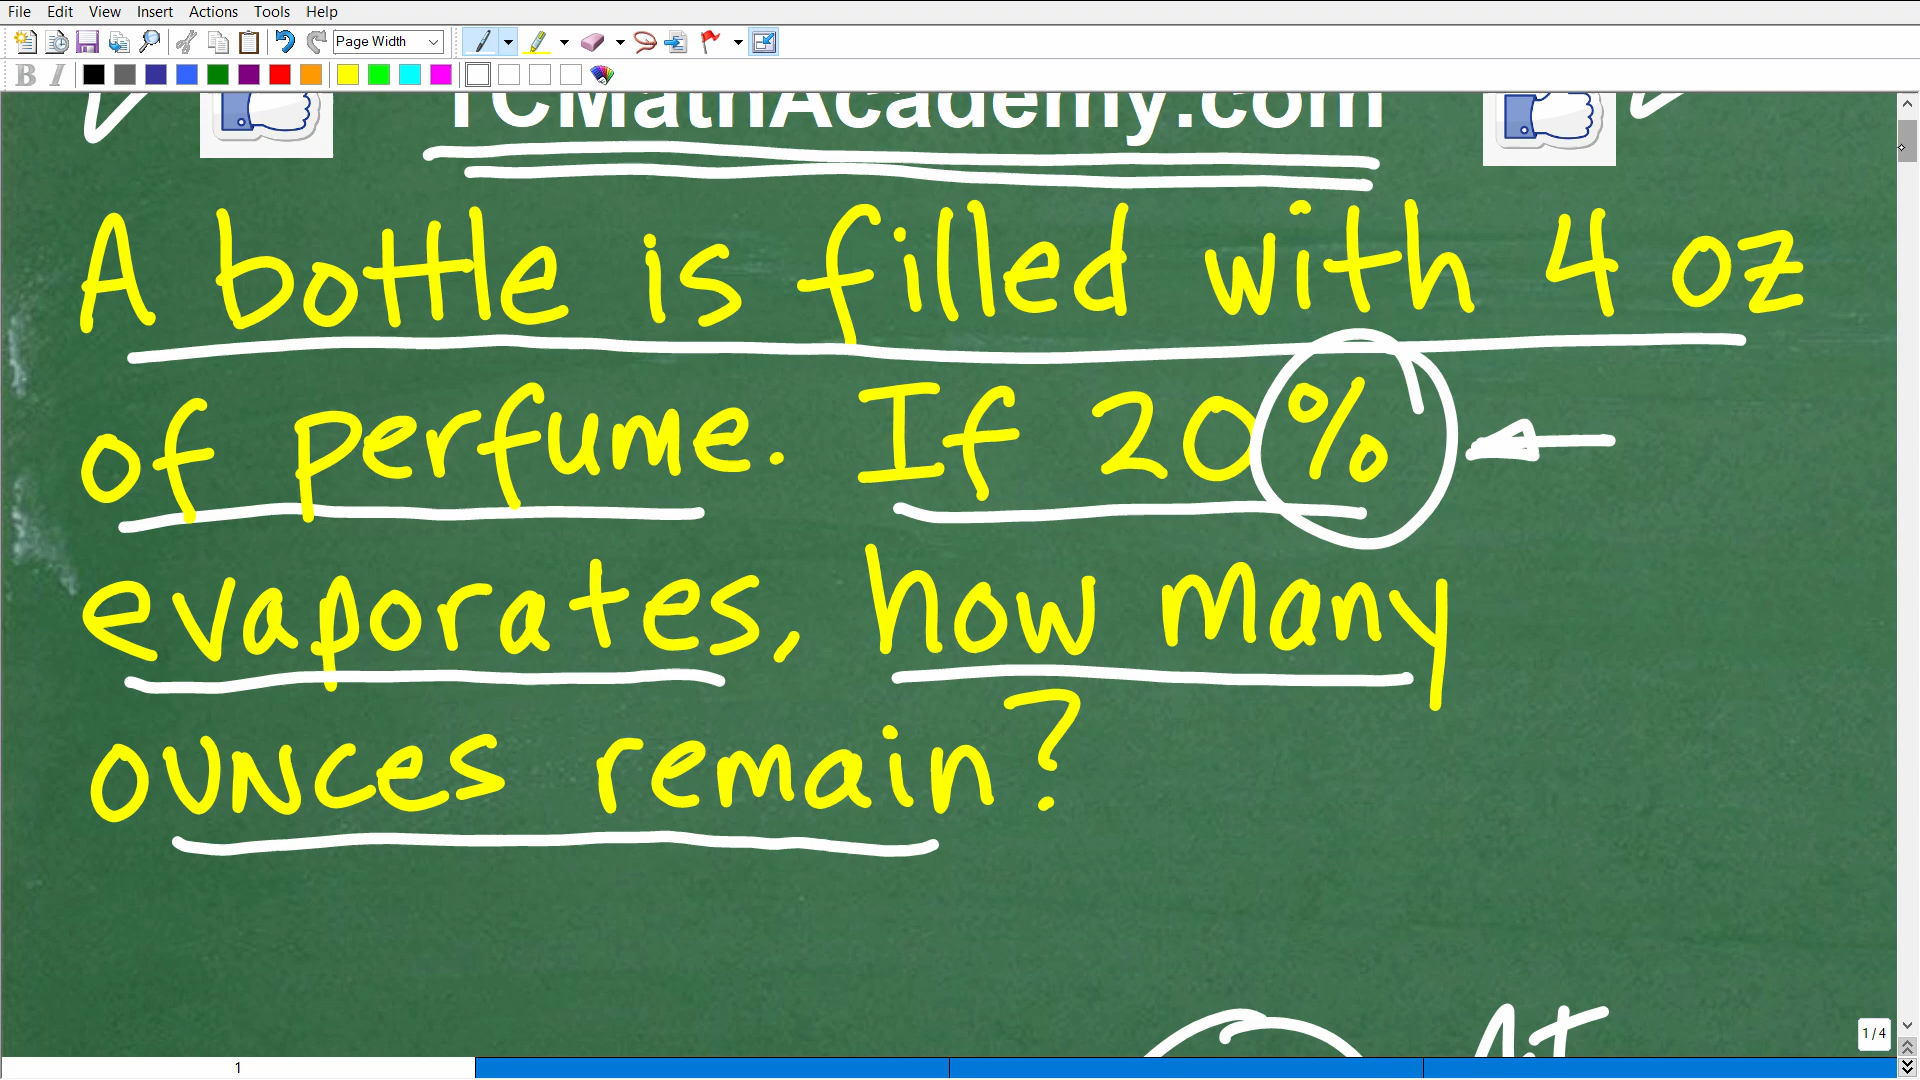 File Edit View Insert Actions Tools Help
Page Width
B I
TCMathAcademy.com
A bottle is filled with 4 oz
of perfume. If 20%
evaporates, how many
ounces remain?
1 / 4
1